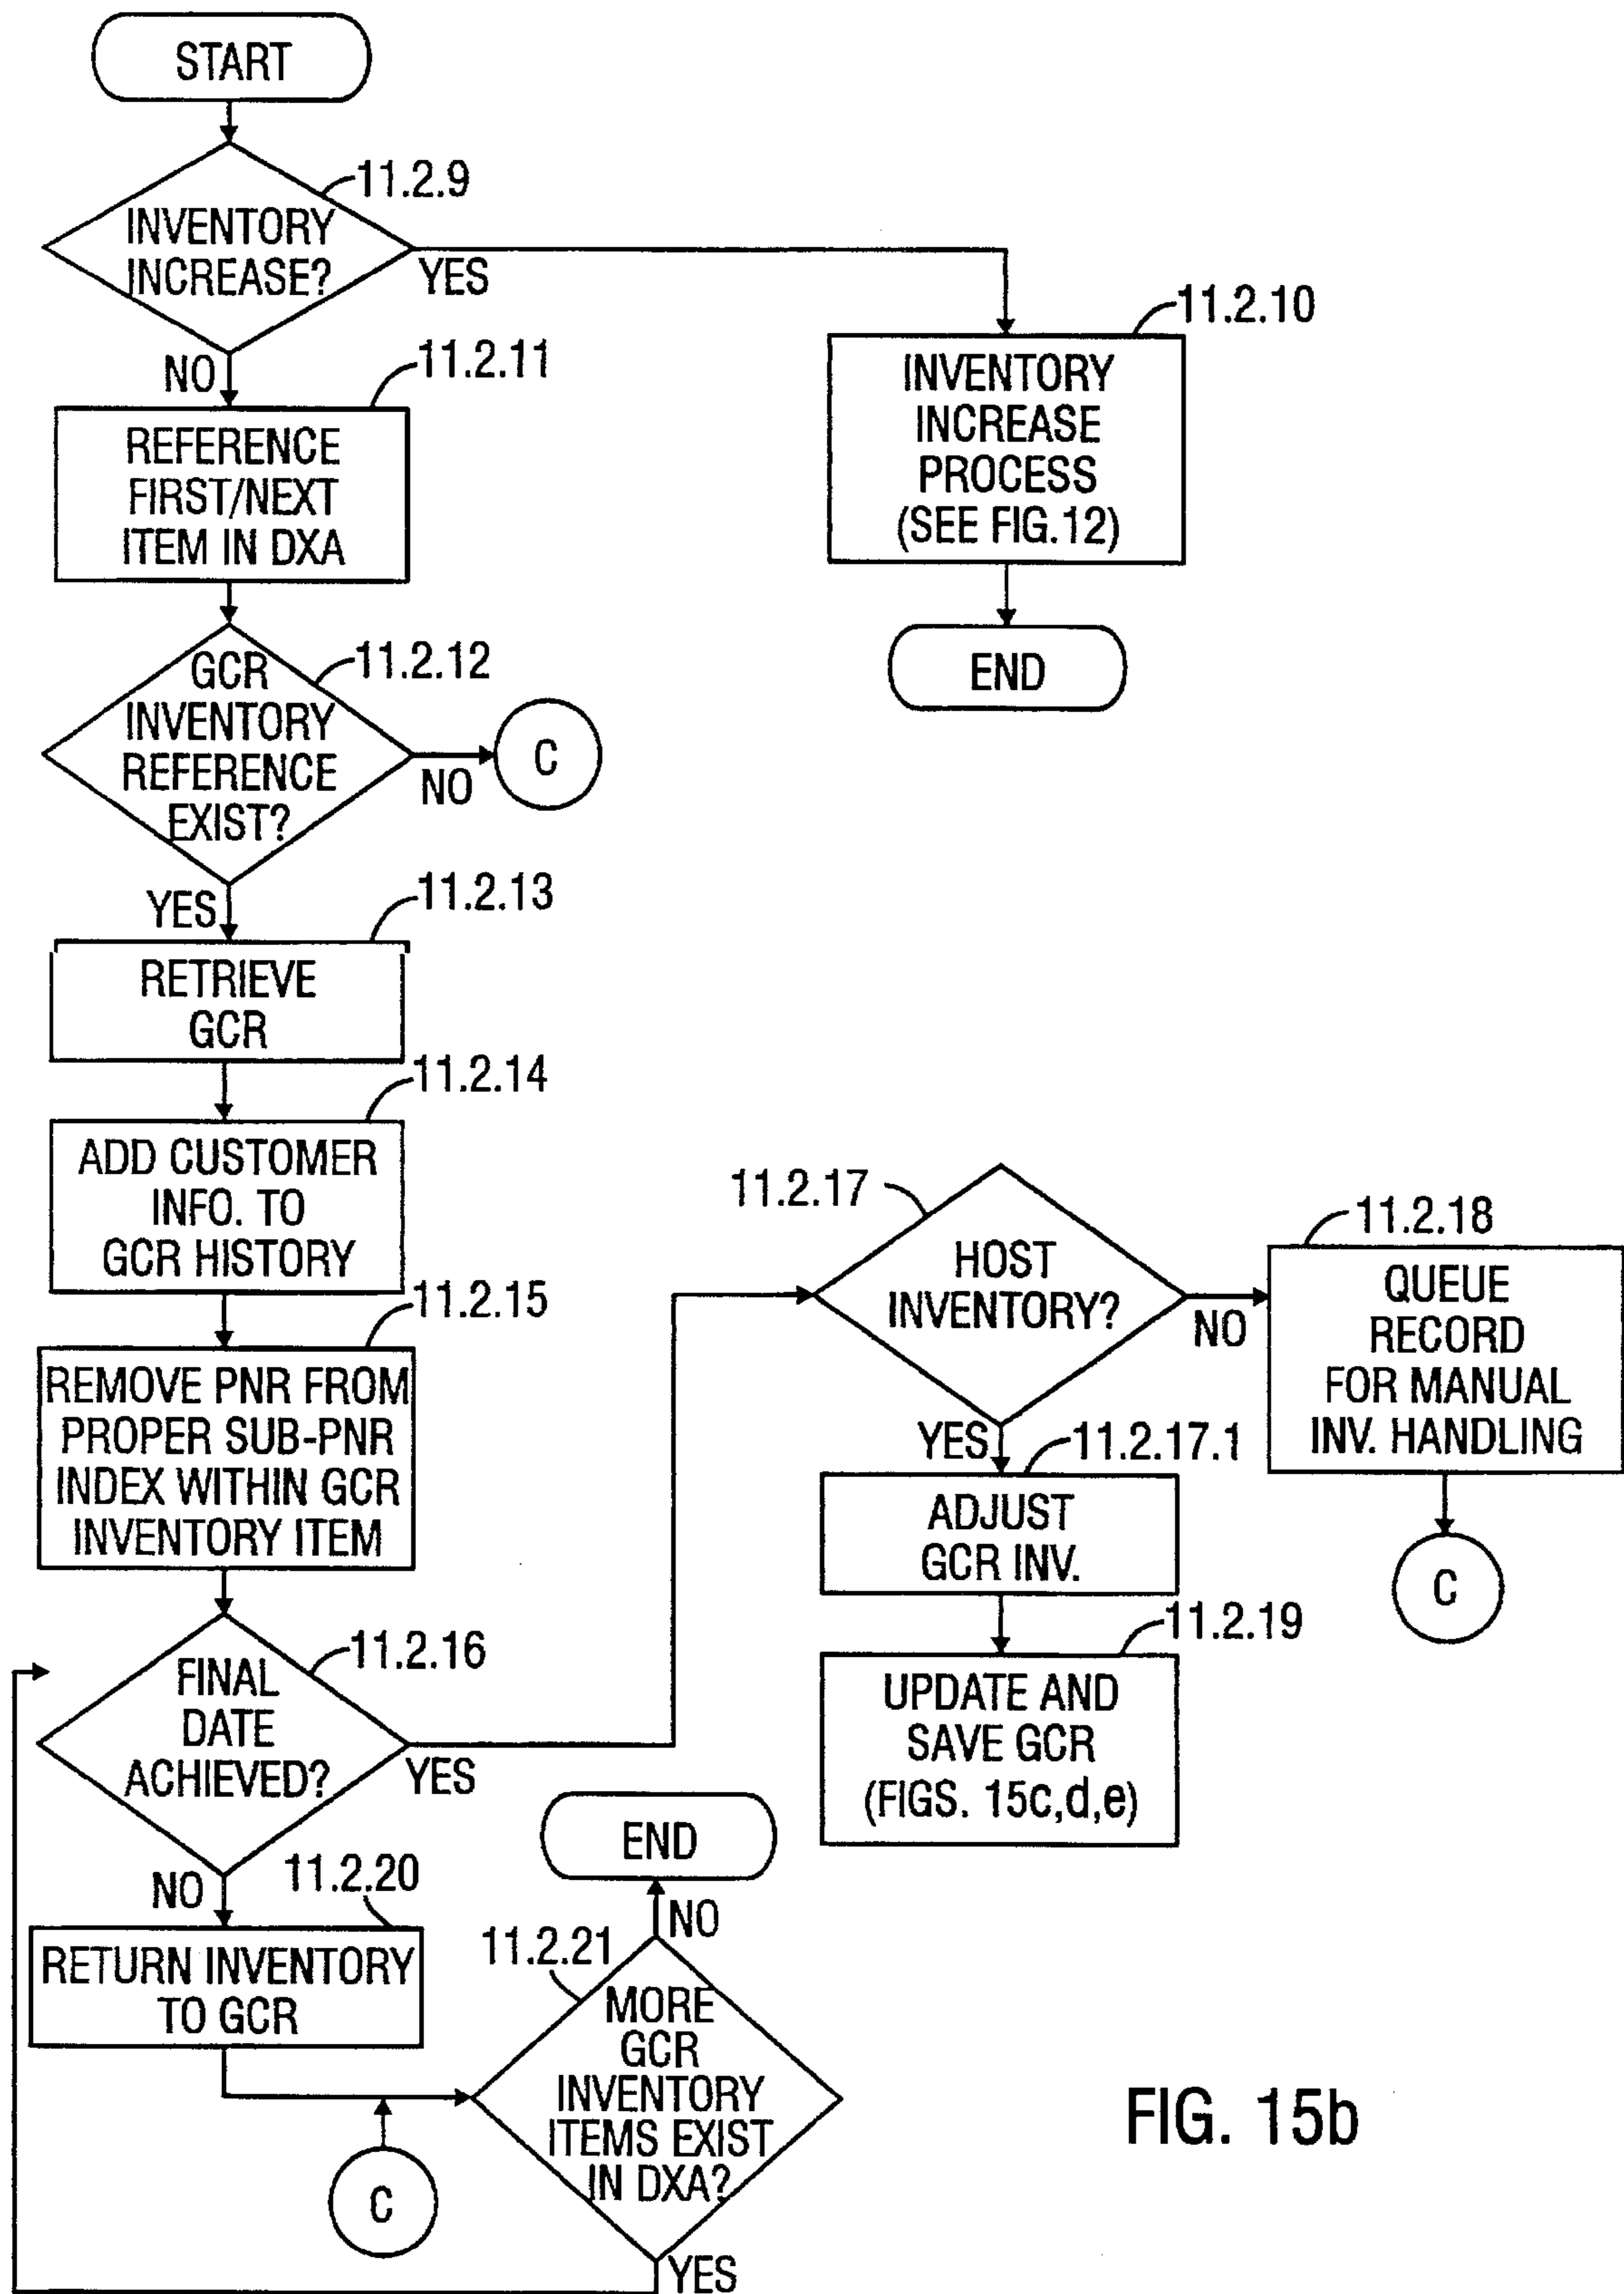 START
11.2.9
INVENTORY
INCREASE?
YES
NO
11.2.10
INVENTORY
INCREASE
PROCESS
(SEE FIG.12)
END
11.2.11
REFERENCE
FIRST/NEXT
ITEM IN DXA
11.2.12
GCR
INVENTORY
REFERENCE
EXIST?
NO
C
YES
11.2.13
RETRIEVE
GCR
11.2.14
ADD CUSTOMER
INFO. TO
GCR HISTORY
11.2.15
REMOVE PNR FROM
PROPER SUB-PNR
INDEX WITHIN GCR
INVENTORY ITEM
11.2.16
FINAL
DATE
ACHIEVED?
YES
NO
11.2.17
HOST
INVENTORY?
NO
YES
11.2.18
QUEUE
RECORD
FOR MANUAL
INV. HANDLING
C
11.2.17.1
ADJUST
GCR INV.
11.2.19
UPDATE AND
SAVE GCR
(FIGS. 15c,d,e)
11.2.20
RETURN INVENTORY
TO GCR
C
11.2.21
MORE
GCR
INVENTORY
ITEMS EXIST
IN DXA?
NO
END
YES
FIG. 15b